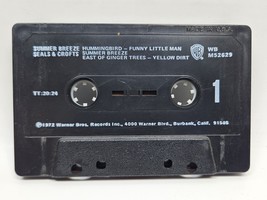 SUMMER BREEZE HUMMINGBIRD - FUNNY LITTLE MAN WB
SEALS & CROFTS SUMMER BREEZE M52629
EAST OF GINGER TREES - YELLOW DIRT
TT:20:26
1
©1972 Warner Bros. Records Inc., 4000 Warner Blvd., Burbank, Calif. 91505